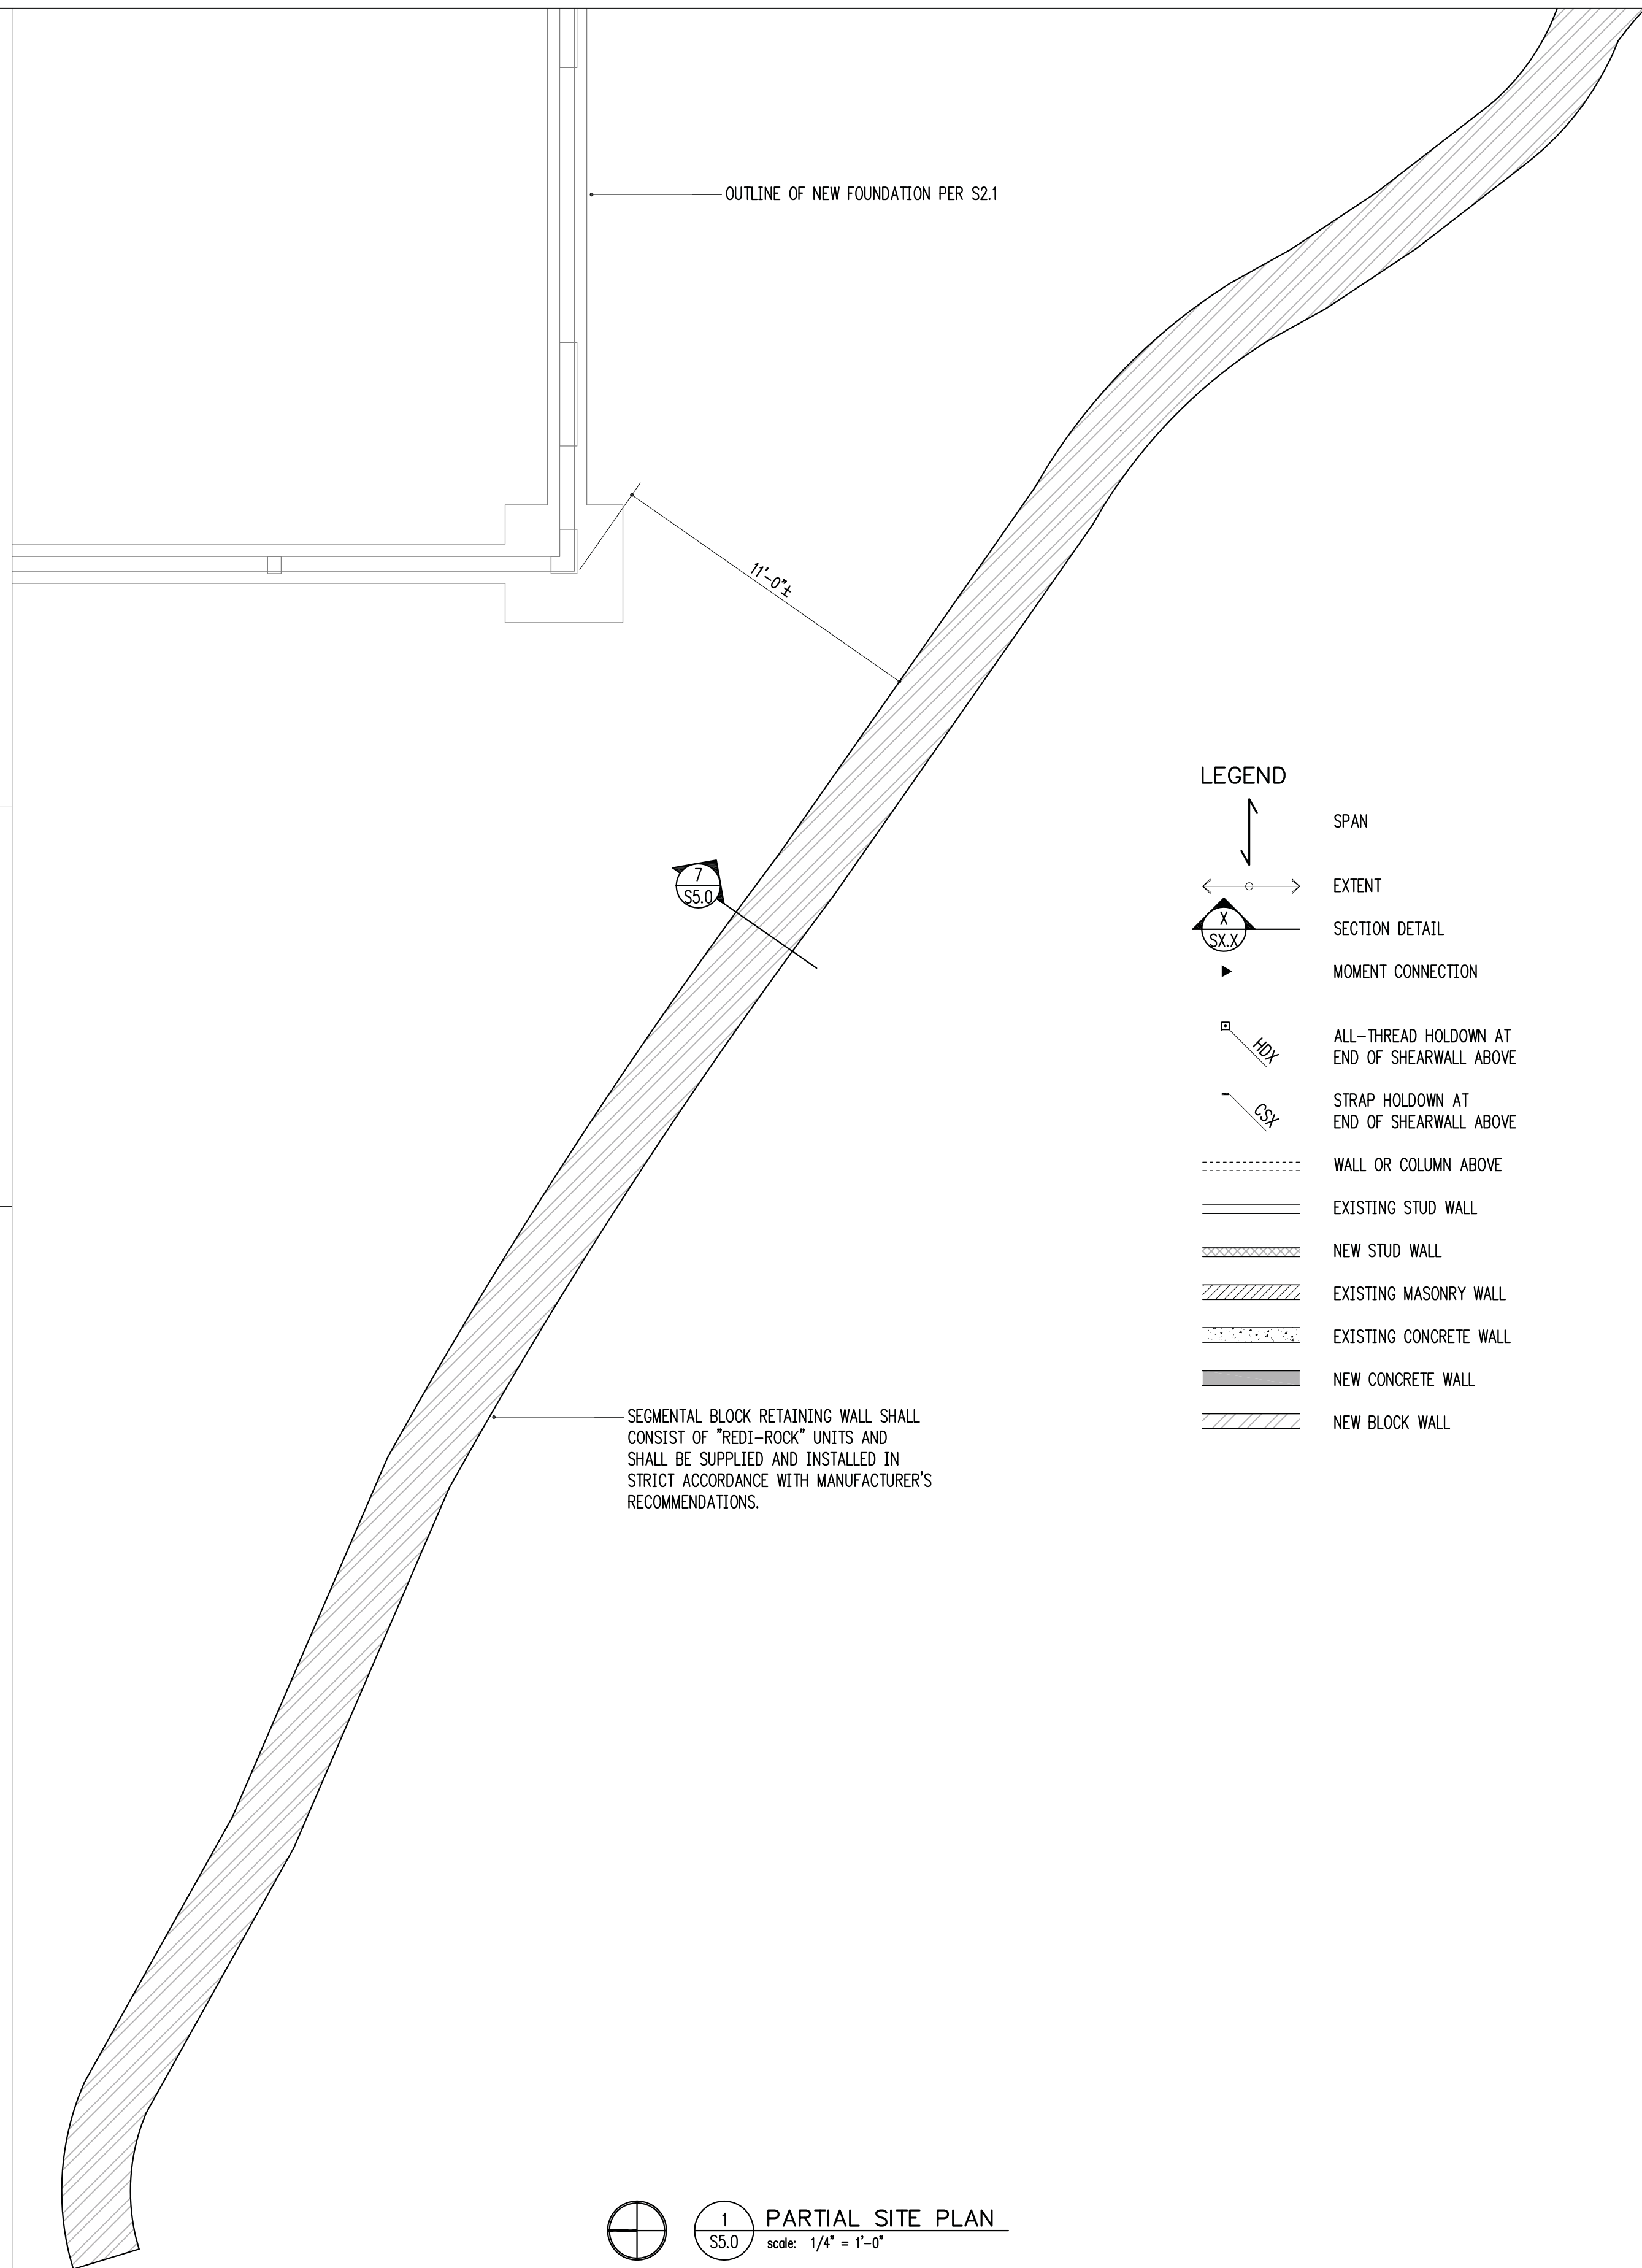 OUTLINE OF NEW FOUNDATION PER S2.1
11'-0"±
LEGEND
SPAN
EXTENT
X
SX.X
SECTION DETAIL
MOMENT CONNECTION
HDX
ALL-THREAD HOLDOWN AT
END OF SHEARWALL ABOVE
CSX
STRAP HOLDOWN AT
END OF SHEARWALL ABOVE
WALL OR COLUMN ABOVE
EXISTING STUD WALL
NEW STUD WALL
EXISTING MASONRY WALL
EXISTING CONCRETE WALL
NEW CONCRETE WALL
NEW BLOCK WALL
7
S5.0
SEGMENTAL BLOCK RETAINING WALL SHALL
CONSIST OF "REDI-ROCK" UNITS AND
SHALL BE SUPPLIED AND INSTALLED IN
STRICT ACCORDANCE WITH MANUFACTURER'S
RECOMMENDATIONS.
1
S5.0
PARTIAL SITE PLAN
scale: 1/4" = 1'-0"